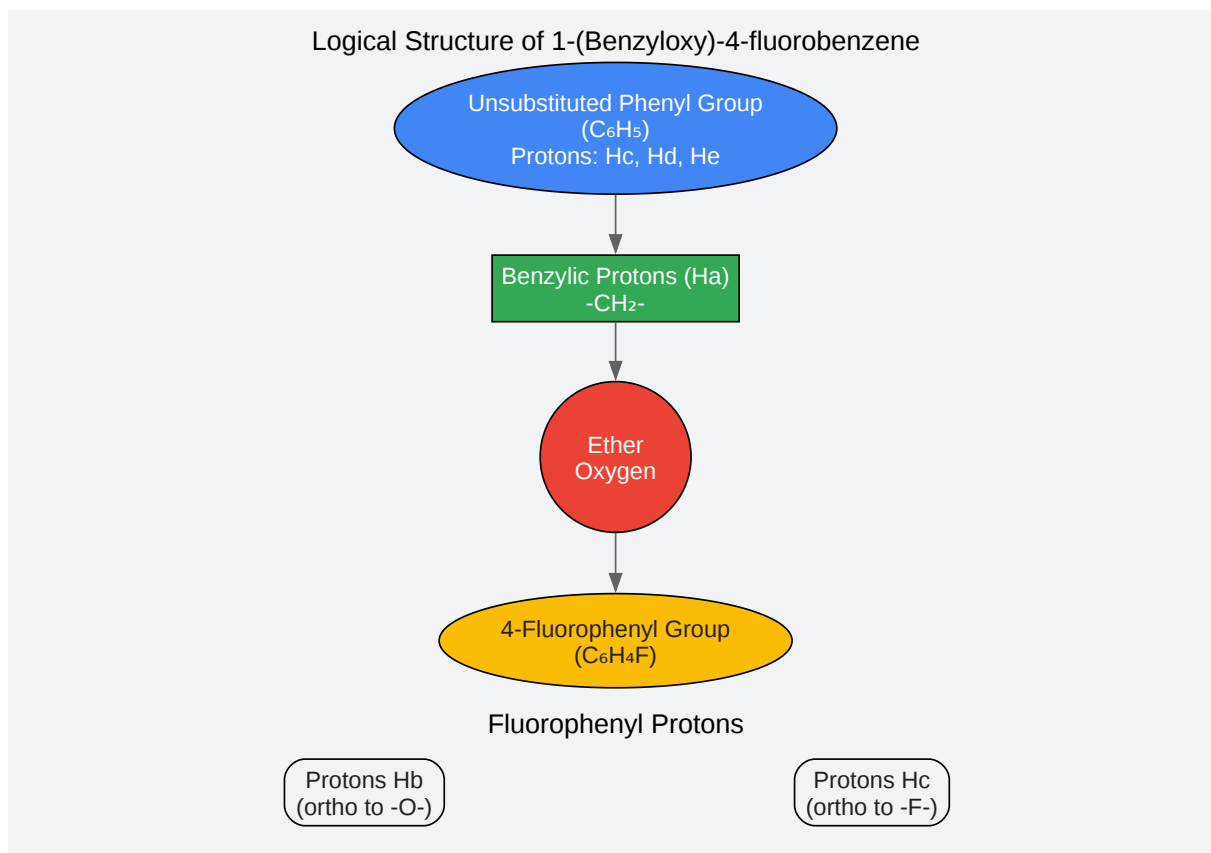 Logical Structure of 1-(Benzyloxy)-4-fluorobenzene
Unsubstituted Phenyl Group
(C₆H₅)
Protons: Hc, Hd, He
Benzylic Protons (Ha)
-CH₂-
Ether
Oxygen
4-Fluorophenyl Group
(C₆H₄F)
Fluorophenyl Protons
Protons Hb
(ortho to -O-)
Protons Hc
(ortho to -F-)